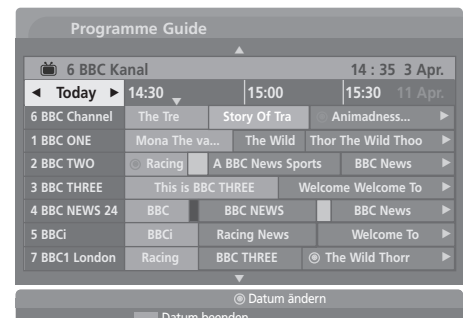 Programme Guide
6 BBC Kanal 14 : 35 3 Apr.
Today 14:30 15:00 15:30 11 Apr.
6 BBC Channel The Tre Story Of Tra Animadness...
1 BBC ONE Mona The va... The Wild Thor The Wild Thoo
2 BBC TWO Racing A BBC News Sports BBC News
3 BBC THREE This is BBC THREE Welcome Welcome To
4 BBC NEWS 24 BBC BBC NEWS BBC News
5 BBCi BBCi Racing News Welcome To
7 BBC1 London Racing BBC THREE The Wild Thorr
Datum ändern
Datum beenden